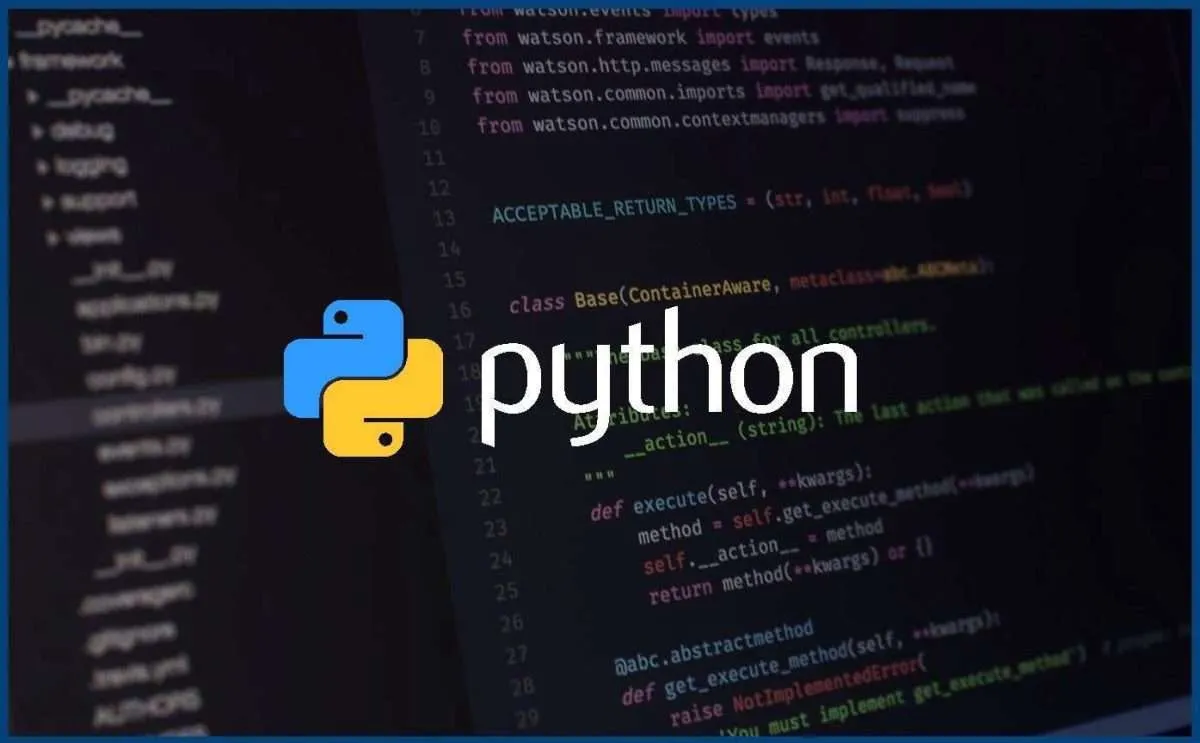 __pycache__
framework
__pycache__
debug
logging
support
views
__init__.py
applications.py
bin.py
config.py
controllers.py
events.py
exceptions.py
listeners.py
__init__.py
.coveragerc
.gitignore
.travis.yml
AUTHORS
6 from watson.events import types
7 from watson.framework import events
8 from watson.http.messages import Response, Request
9 from watson.common.imports import get_qualified_name
10 from watson.common.contextmanagers import suppress
11
12
13 ACCEPTABLE_RETURN_TYPES = (str, int, float, bool)
14
15
16 class Base(ContainerAware, metaclass=abc.ABCMeta):
17
18 """The base class for all controllers.
python
Attributes:
21 __action__ (string): The last action that was called on the
22 """
23 def execute(self, **kwargs):
24 method = self.get_execute_method(**kwargs)
25 self.__action__ = method
26 return method(**kwargs) or {}
27
28 @abc.abstractmethod
29 def get_execute_method(self, **kwargs):
raise NotImplementedError(
'You must implement get_execute_method')